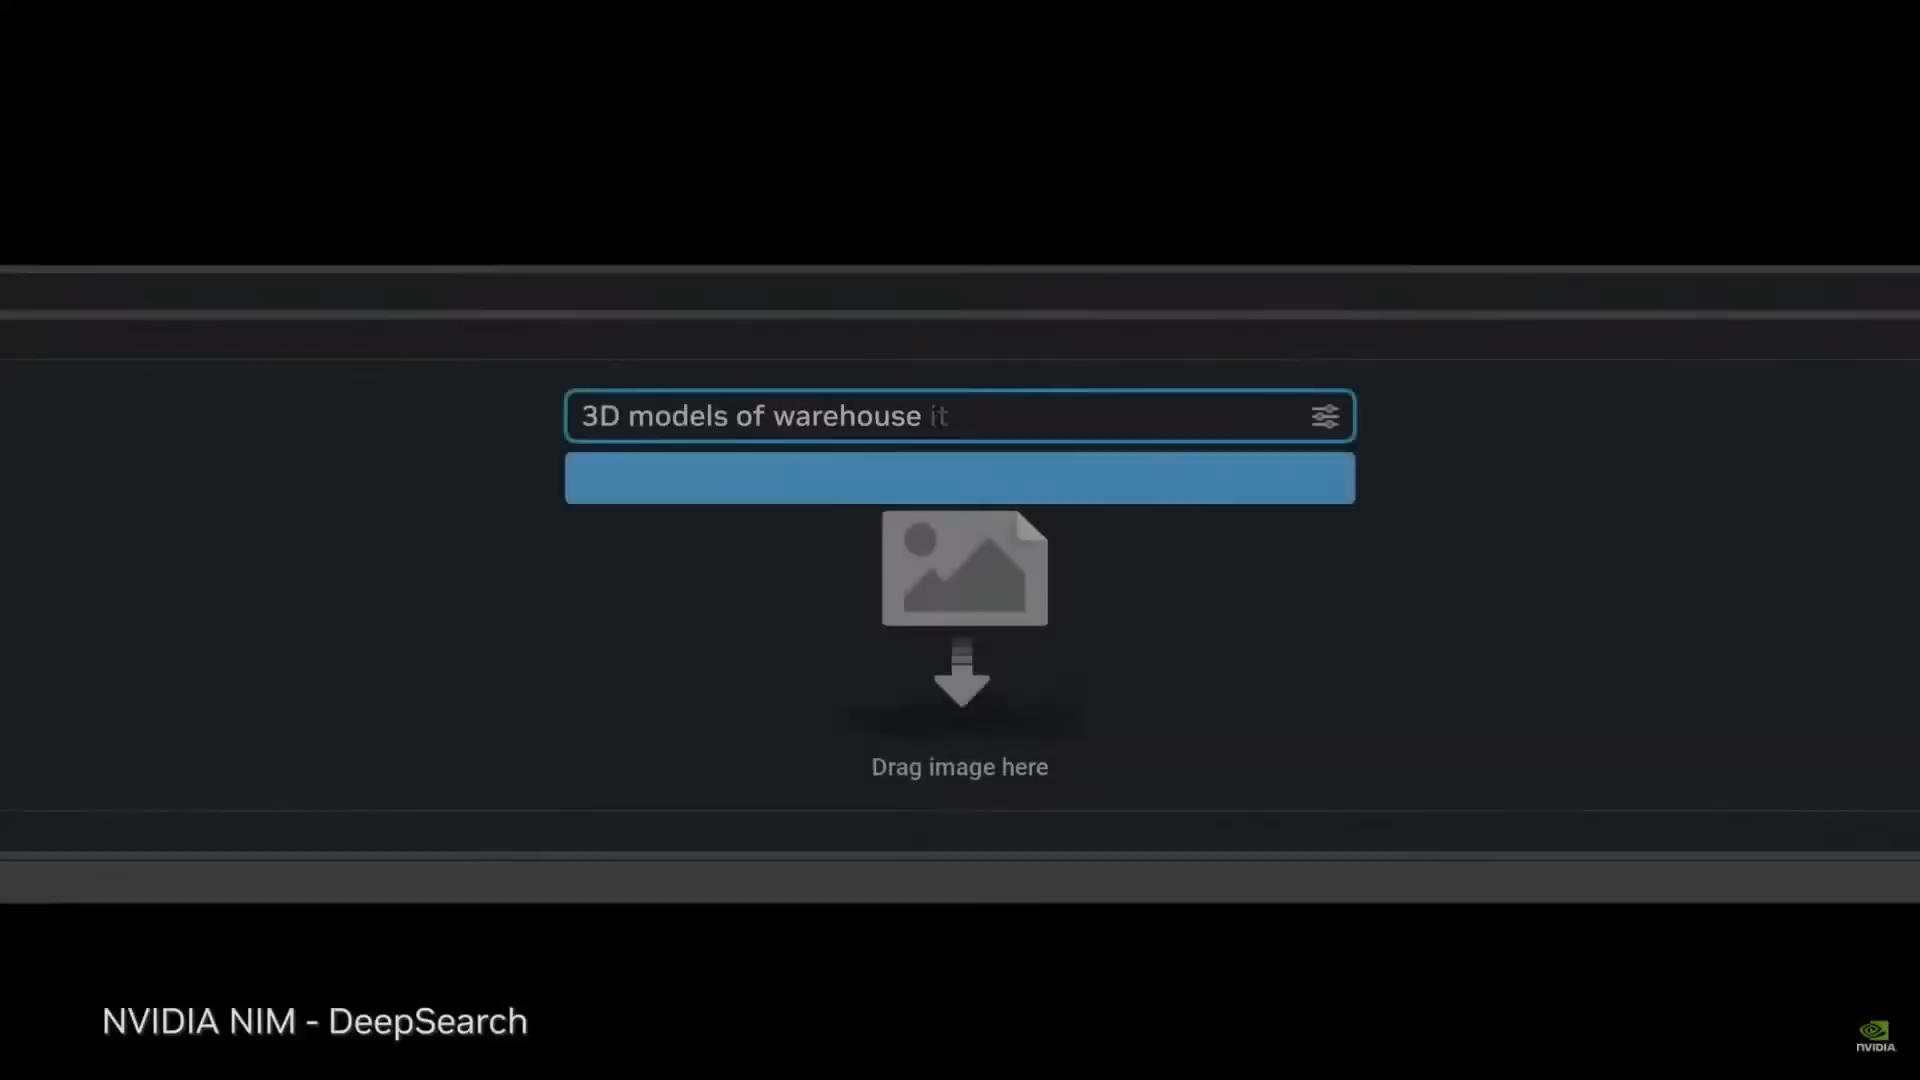 3D models of warehouse it
Drag image here
NVIDIA NIM - DeepSearch
NVIDIA